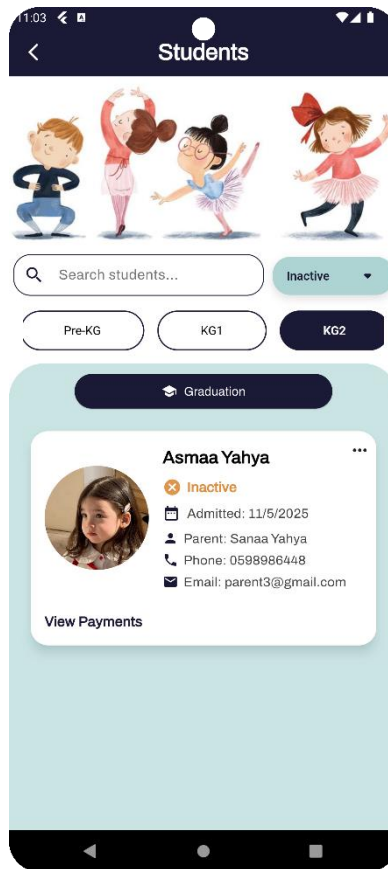 11:03
Students
Search students...
Inactive
Pre-KG
KG1
KG2
Graduation
Asmaa Yahya
Inactive
Admitted: 11/5/2025
Parent: Sanaa Yahya
Phone: 0598986448
Email: parent3@gmail.com
View Payments